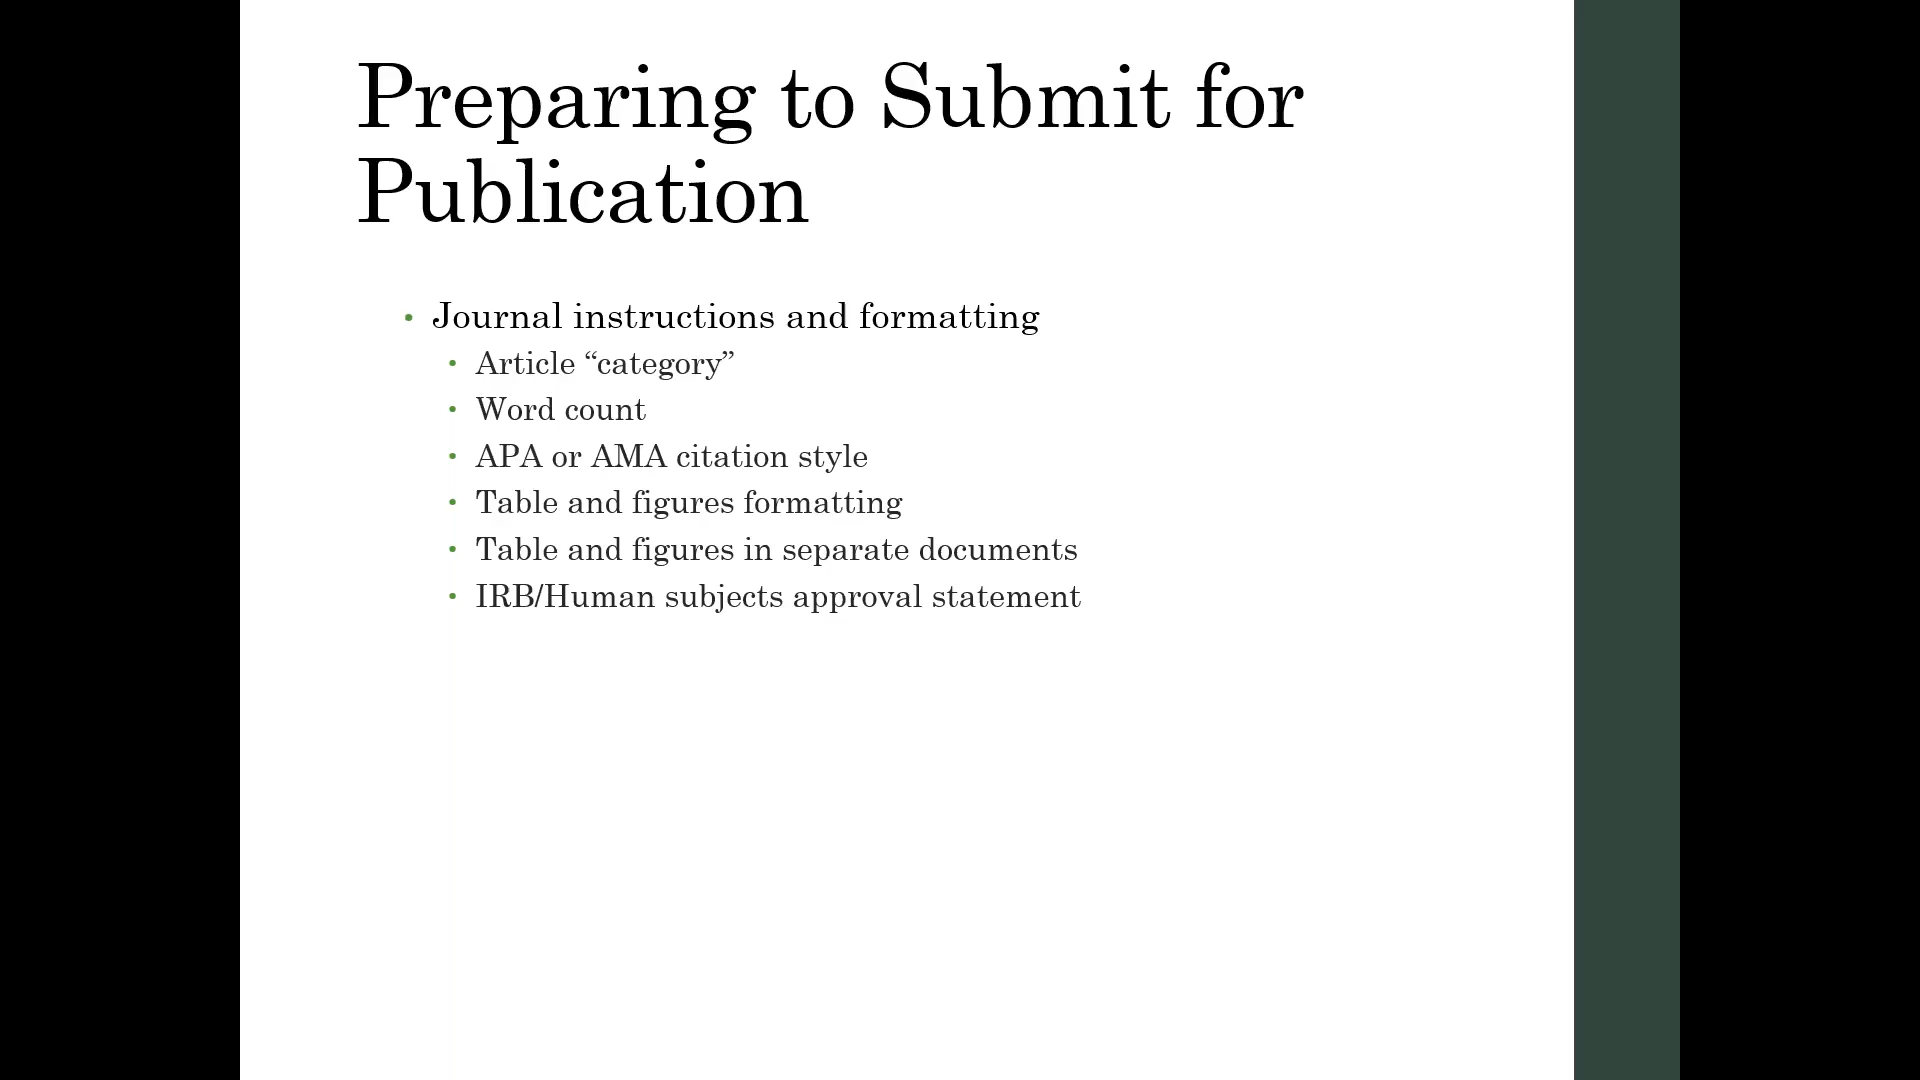 Preparing to Submit for
Publication
• Journal instructions and formatting
• Article “category”
• Word count
• APA or AMA citation style
• Table and figures formatting
• Table and figures in separate documents
• IRB/Human subjects approval statement